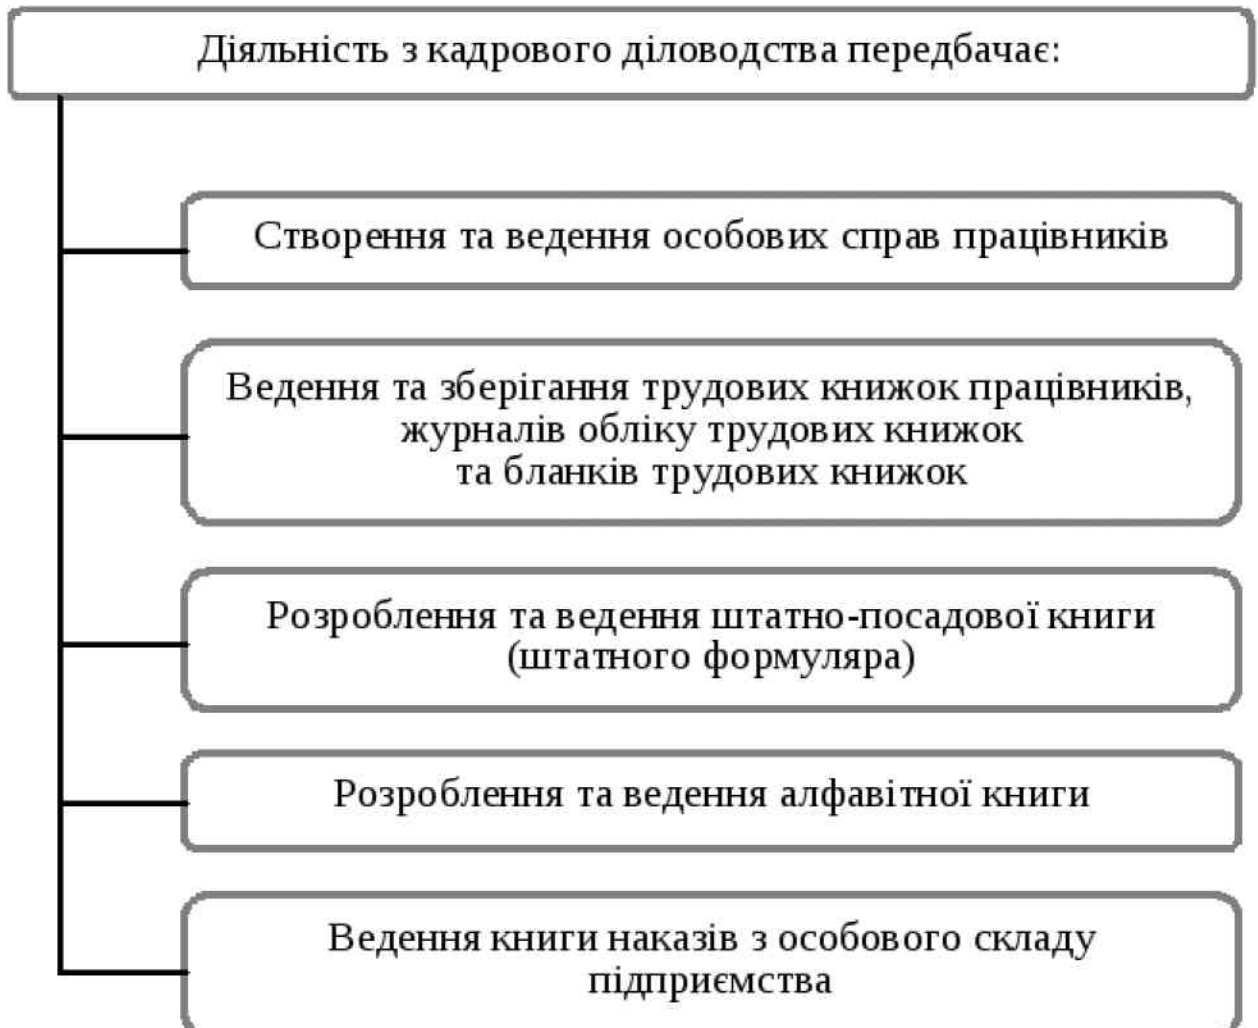 Діяльність з кадрового діловодства передбачає:
Створення та ведення особових справ працівників
Ведення та зберігання трудових книжок працівників,
журналів обліку трудових книжок
та бланків трудових книжок
Розроблення та ведення штатно-посадової книги
(штатного формуляра)
Розроблення та ведення алфавітної книги
Ведення книги наказів з особового складу
підприємства